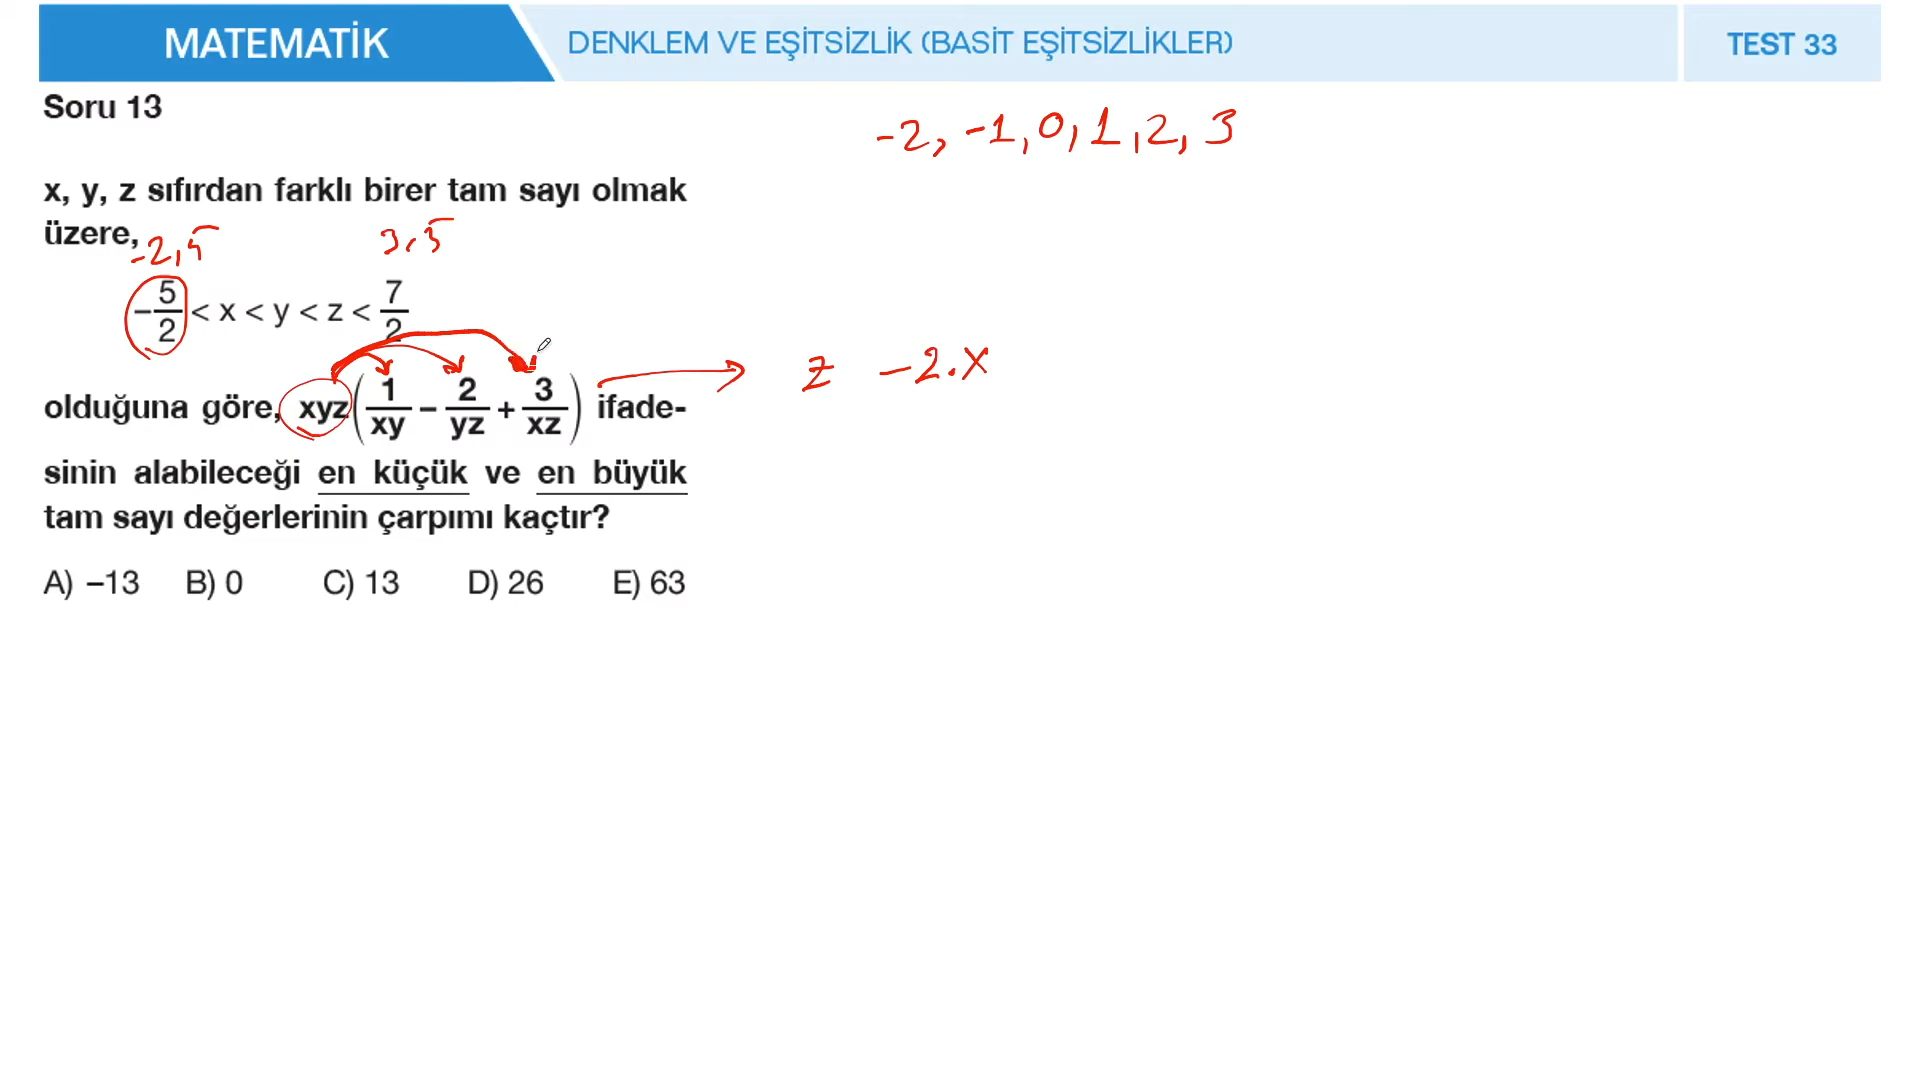 MATEMATİK
DENKLEM VE EŞİTSİZLİK (BASİT EŞİTSİZLİKLER)
TEST 33
Soru 13
-2, -1, 0, 1, 2, 3
x, y, z sıfırdan farklı birer tam sayı olmak
üzere,
-2,5 3,5
−5/2 < x < y < z < 7/2
olduğuna göre, xyz(1/xy − 2/yz + 3/xz) ifade-
z -2.x
sinin alabileceği en küçük ve en büyük
tam sayı değerlerinin çarpımı kaçtır?
A) –13 B) 0 C) 13 D) 26 E) 63